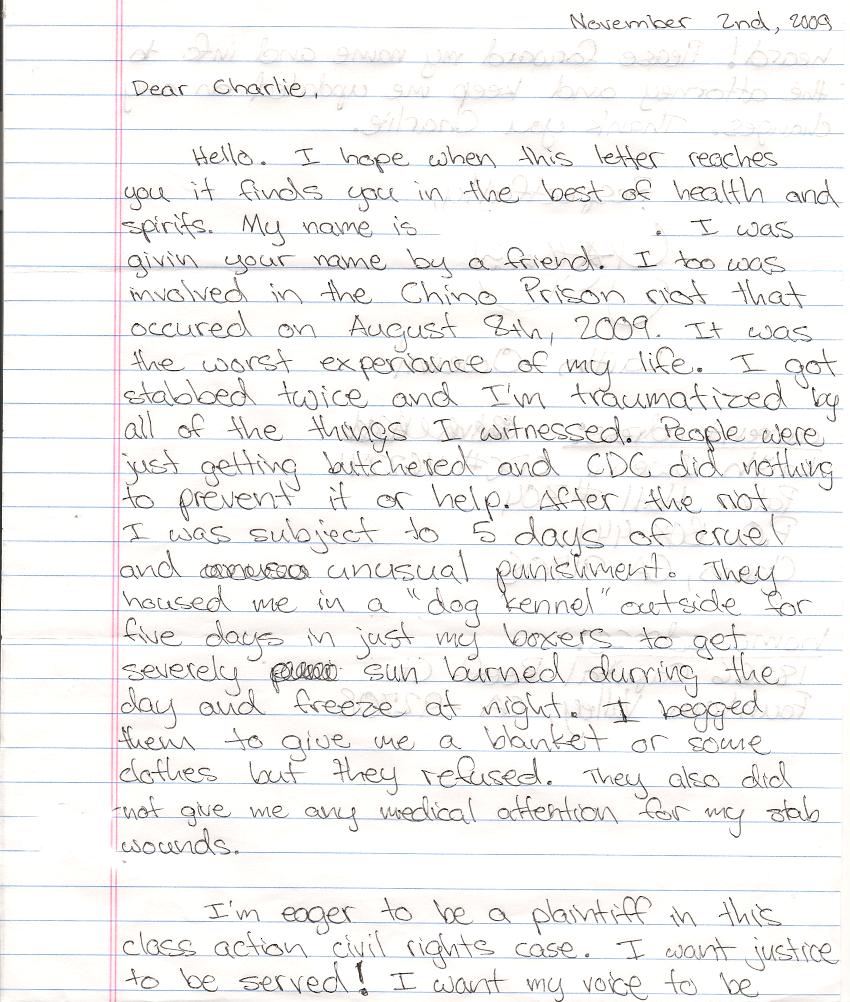 November 2nd, 2009
Dear Charlie,
Hello. I hope when this letter reaches
you it finds you in the best of health and
spirits. My name is . I was
givin your name by a friend. I too was
involved in the Chino Prison riot that
occured on August 8th, 2009. It was
the worst experiance of my life. I got
stabbed twice and I'm traumatized by
all of the things I witnessed. People were
just getting butchered and CDC did nothing
to prevent it or help. After the riot
I was subject to 5 days of cruel
and unusual punishment. They
housed me in a "dog kennel" outside for
five days in just my boxers to get
severely sun burned durring the
day and freeze at night. I begged
them to give me a blanket or some
clothes but they refused. They also did
not give me any medical attention for my stab
wounds.
I'm eager to be a plaintiff in this
class action civil rights case. I want justice
to be served! I want my voice to be